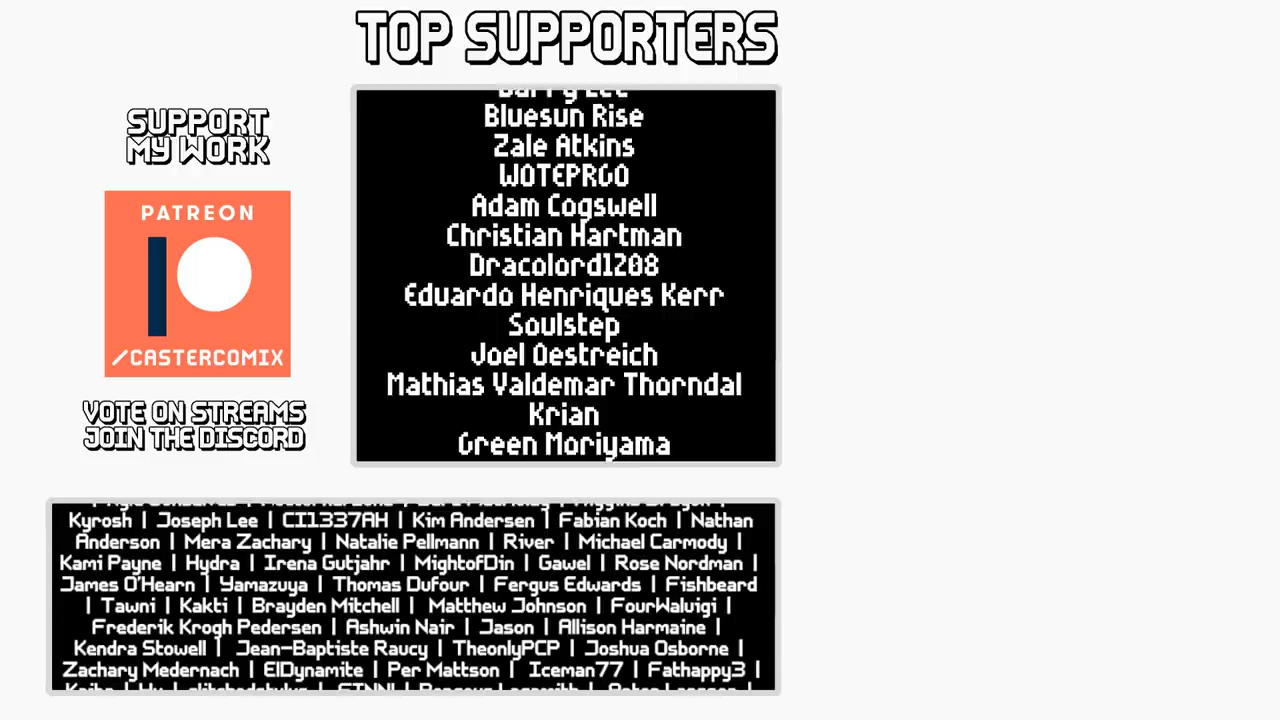 TOP SUPPORTERS
SUPPORT
MY WORK
PATREON
/CASTERCOMIX
VOTE ON STREAMS
JOIN THE DISCORD
Barry Lee
Bluesun Rise
Zale Atkins
WOTEPRGO
Adam Cogswell
Christian Hartman
Dracolord1208
Eduardo Henriques Kerr
Soulstep
Joel Oestreich
Mathias Valdemar Thorndal
Krian
Green Moriyama
Kyrosh | Joseph Lee | CI1337AH | Kim Andersen | Fabian Koch | Nathan
Anderson | Mera Zachary | Natalie Pellmann | River | Michael Carmody |
Kami Payne | Hydra | Irena Gutjahr | MightofDin | Gawel | Rose Nordman |
James O'Hearn | Yamazuya | Thomas Dufour | Fergus Edwards | Fishbeard
| Tawni | Kakti | Brayden Mitchell | Matthew Johnson | FourWaluigi |
Frederik Krogh Pedersen | Ashwin Nair | Jason | Allison Harmaine |
Kendra Stowell | Jean-Baptiste Raucy | TheonlyPCP | Joshua Osborne |
Zachary Medernach | ElDynamite | Per Mattson | Iceman77 | Fathappy3 |